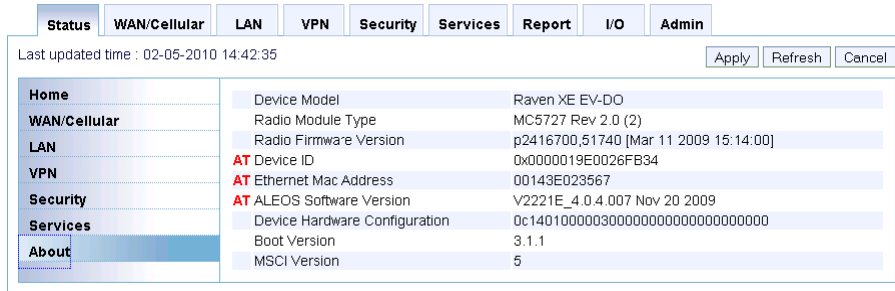 Status WAN/Cellular LAN VPN Security Services Report I/O Admin
Last updated time : 02-05-2010 14:42:35
Apply Refresh Cancel
Home
WAN/Cellular
LAN
VPN
Security
Services
About
Device Model Raven XE EV-DO
Radio Module Type MC5727 Rev 2.0 (2)
Radio Firmware Version p2416700,51740 [Mar 11 2009 15:14:00]
AT Device ID 0x0000019E0026FB34
AT Ethernet Mac Address 00143E023567
AT ALEOS Software Version V2221E_4.0.4.007 Nov 20 2009
Device Hardware Configuration 0c1401000003000000000000000000000
Boot Version 3.1.1
MSCI Version 5